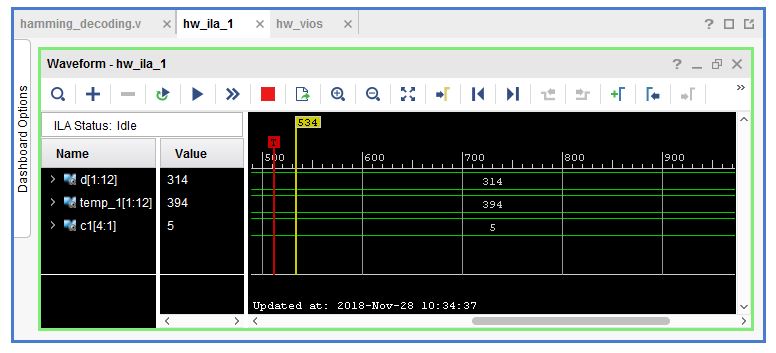 hamming_decoding.v × hw_ila_1 × hw_vios ×
Dashboard Options
Waveform - hw_ila_1
ILA Status: Idle
Name Value
534
500 600 700 800 900
d[1:12] 314 314
temp_1[1:12] 394 394
c1[4:1] 5 5
Updated at: 2018-Nov-28 10:34:37